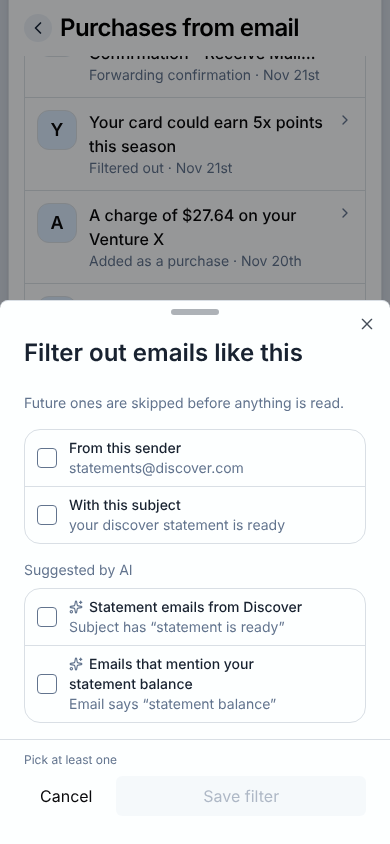 Purchases from email
Confirmation - Receive Mail...
Forwarding confirmation · Nov 21st
Y
Your card could earn 5x points
this season
Filtered out · Nov 21st
A
A charge of $27.64 on your
Venture X
Added as a purchase · Nov 20th
Filter out emails like this
Future ones are skipped before anything is read.
From this sender
statements@discover.com
With this subject
your discover statement is ready
Suggested by AI
Statement emails from Discover
Subject has “statement is ready”
Emails that mention your
statement balance
Email says “statement balance”
Pick at least one
Cancel
Save filter